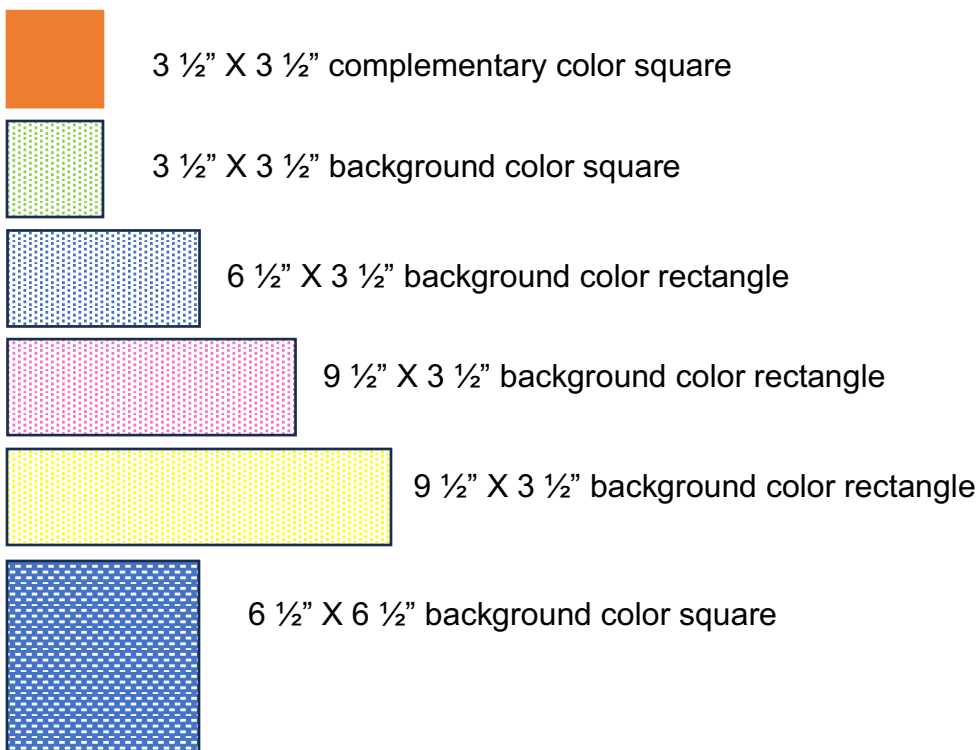 3 ½” X 3 ½” complementary color square
3 ½” X 3 ½” background color square
6 ½” X 3 ½” background color rectangle
9 ½” X 3 ½” background color rectangle
9 ½” X 3 ½” background color rectangle
6 ½” X 6 ½” background color square